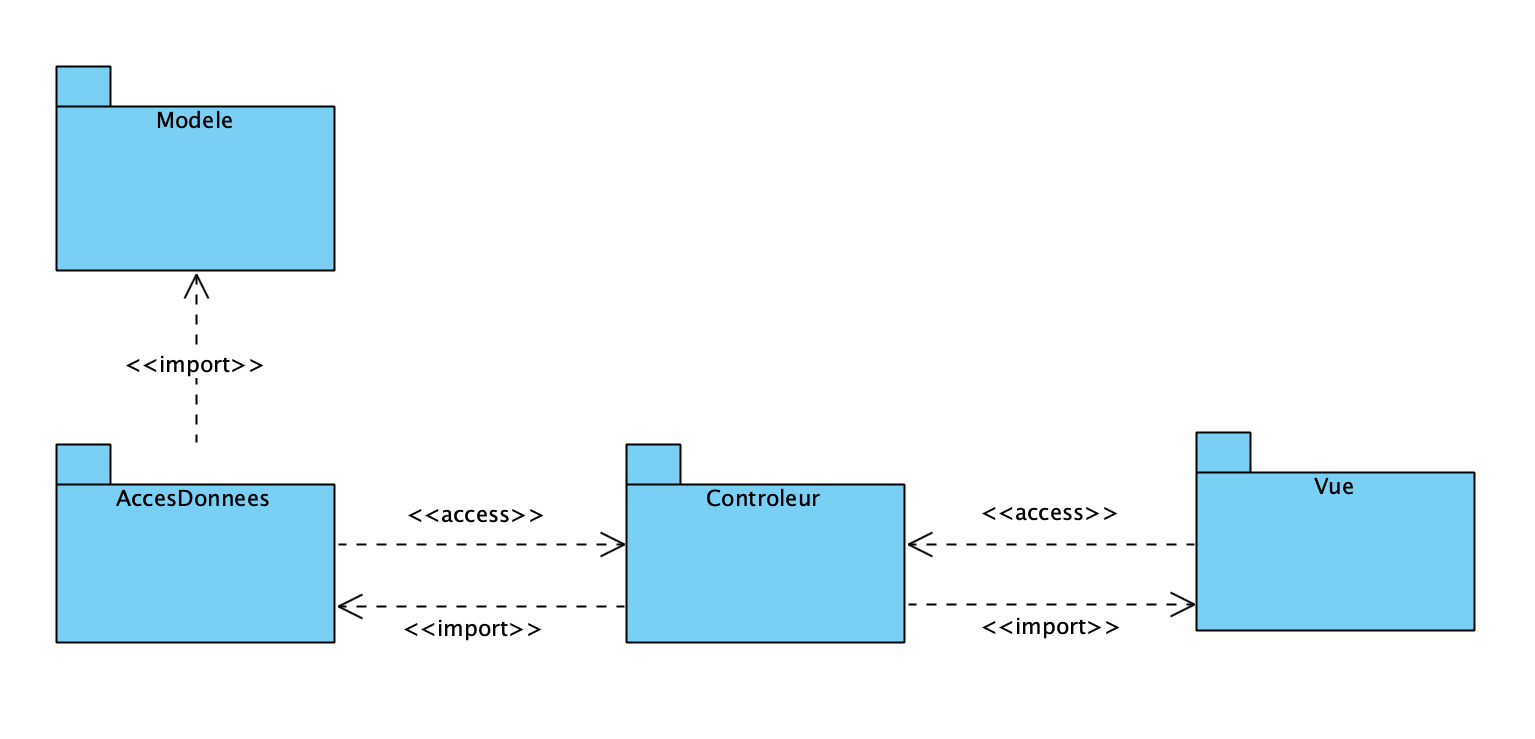 Modele
<<import>>
AccesDonnees
<<access>>
<<import>>
Controleur
<<access>>
<<import>>
Vue